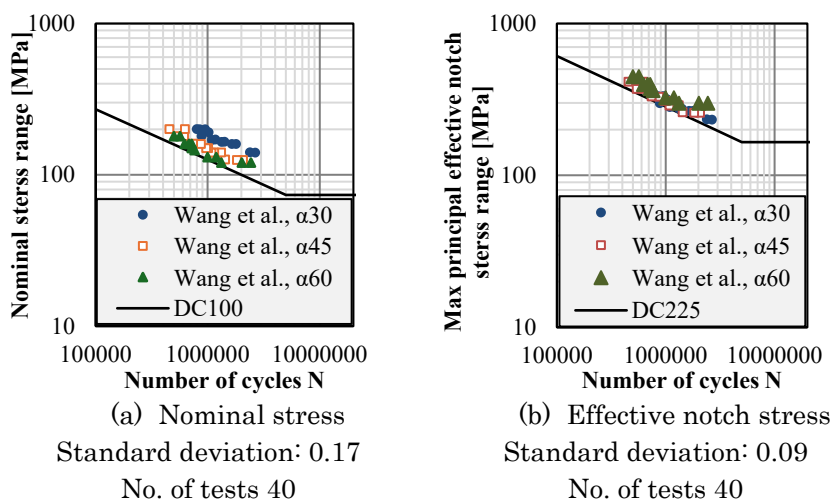 Nominal sterss range [MPa]
1000
100
10
Wang et al., α30
Wang et al., α45
Wang et al., α60
DC100
100000 1000000 10000000
Number of cycles N
(a) Nominal stress
Standard deviation: 0.17
No. of tests 40
Max principal effective notch
sterss range [MPa]
1000
100
10
Wang et al., α30
Wang et al., α45
Wang et al., α60
DC225
100000 1000000 10000000
Number of cycles N
(b) Effective notch stress
Standard deviation: 0.09
No. of tests 40